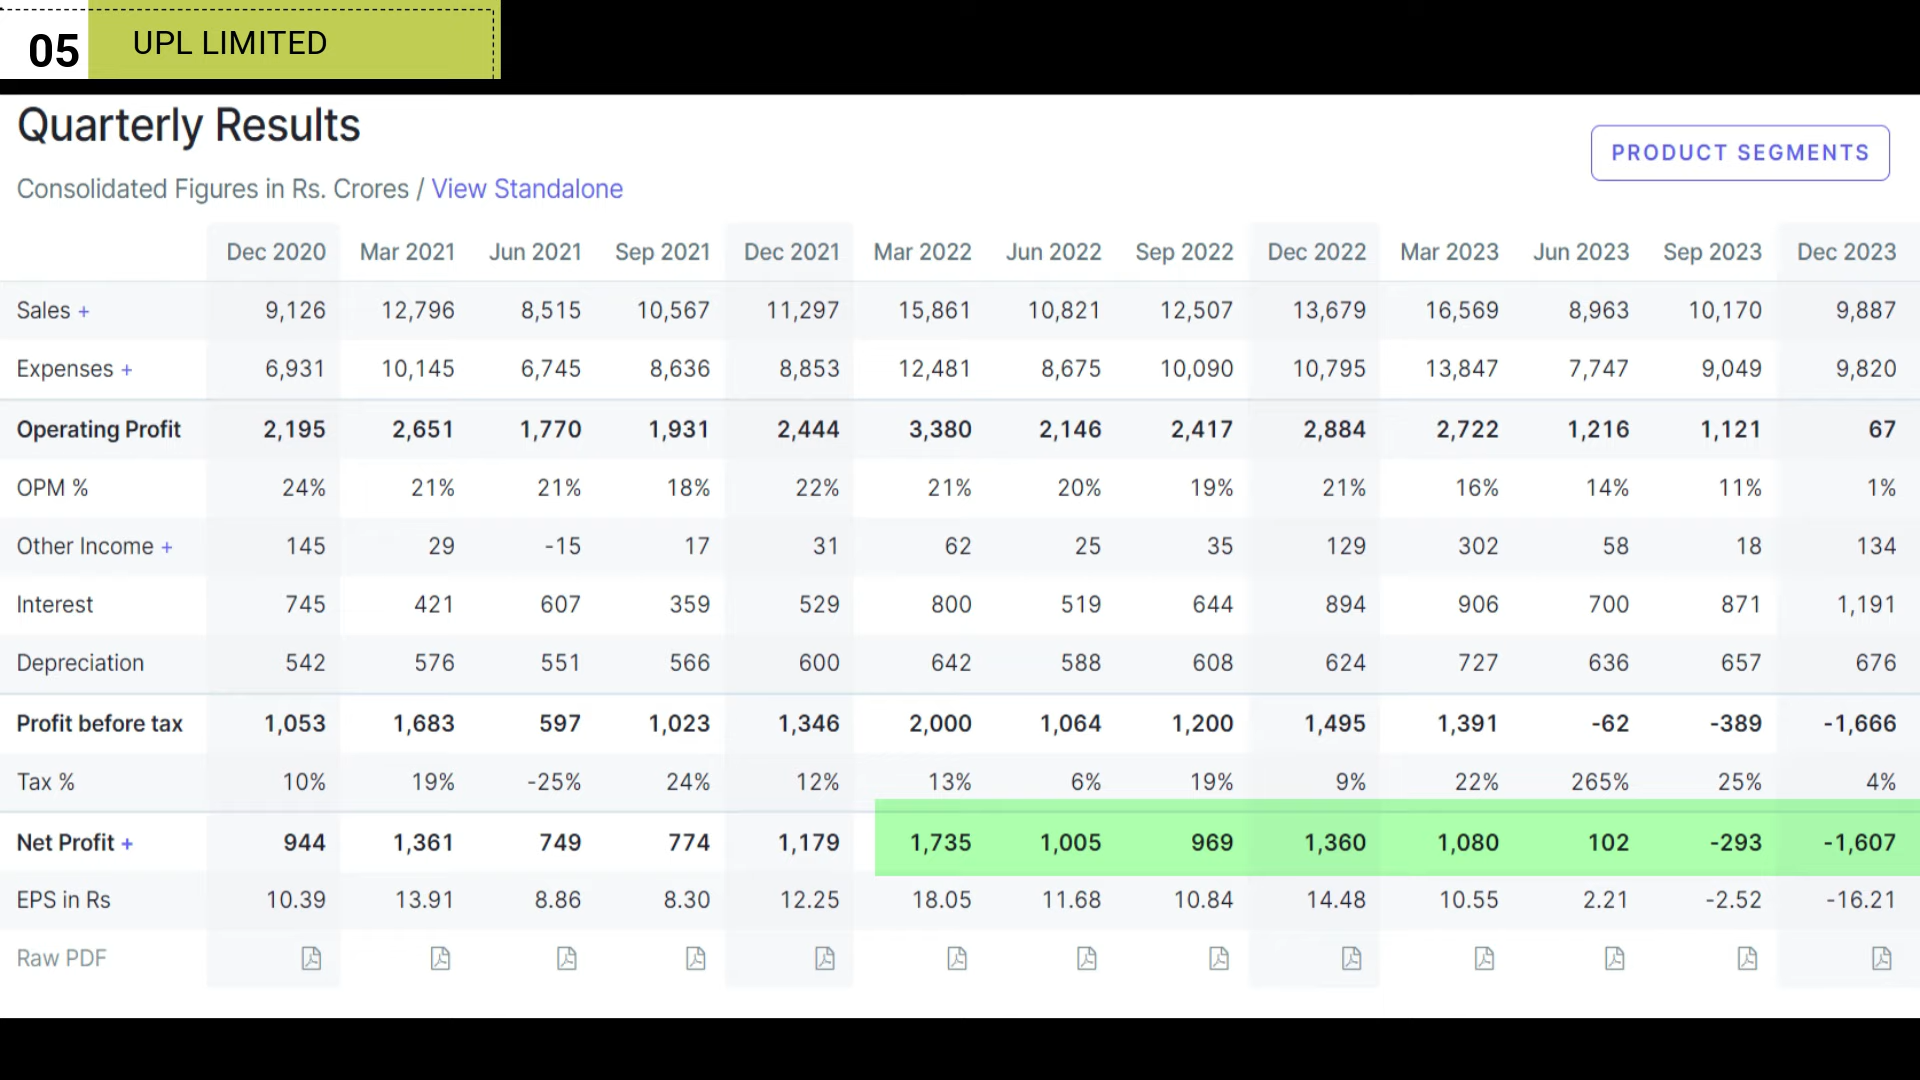 05 UPL LIMITED
Quarterly Results
PRODUCT SEGMENTS
Consolidated Figures in Rs. Crores / View Standalone
Dec 2020 Mar 2021 Jun 2021 Sep 2021 Dec 2021 Mar 2022 Jun 2022 Sep 2022 Dec 2022 Mar 2023 Jun 2023 Sep 2023 Dec 2023
Sales + 9,126 12,796 8,515 10,567 11,297 15,861 10,821 12,507 13,679 16,569 8,963 10,170 9,887
Expenses + 6,931 10,145 6,745 8,636 8,853 12,481 8,675 10,090 10,795 13,847 7,747 9,049 9,820
Operating Profit 2,195 2,651 1,770 1,931 2,444 3,380 2,146 2,417 2,884 2,722 1,216 1,121 67
OPM % 24% 21% 21% 18% 22% 21% 20% 19% 21% 16% 14% 11% 1%
Other Income + 145 29 -15 17 31 62 25 35 129 302 58 18 134
Interest 745 421 607 359 529 800 519 644 894 906 700 871 1,191
Depreciation 542 576 551 566 600 642 588 608 624 727 636 657 676
Profit before tax 1,053 1,683 597 1,023 1,346 2,000 1,064 1,200 1,495 1,391 -62 -389 -1,666
Tax % 10% 19% -25% 24% 12% 13% 6% 19% 9% 22% 265% 25% 4%
Net Profit + 944 1,361 749 774 1,179 1,735 1,005 969 1,360 1,080 102 -293 -1,607
EPS in Rs 10.39 13.91 8.86 8.30 12.25 18.05 11.68 10.84 14.48 10.55 2.21 -2.52 -16.21
Raw PDF